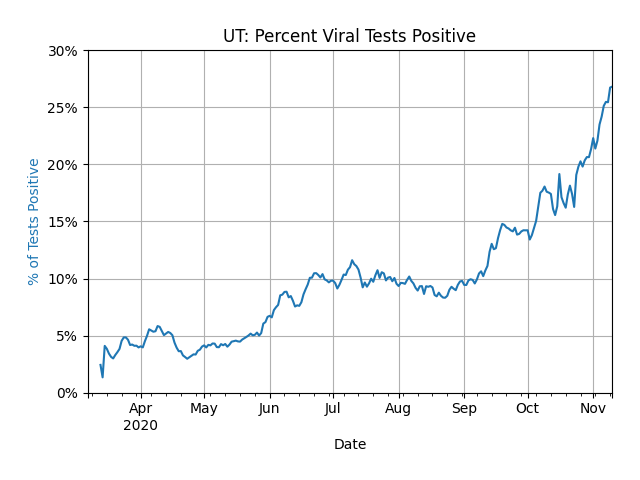 UT: Percent Viral Tests Positive
30%
25%
20%
15%
10%
5%
0%
% of Tests Positive
Apr May Jun Jul Aug Sep Oct Nov
2020
Date